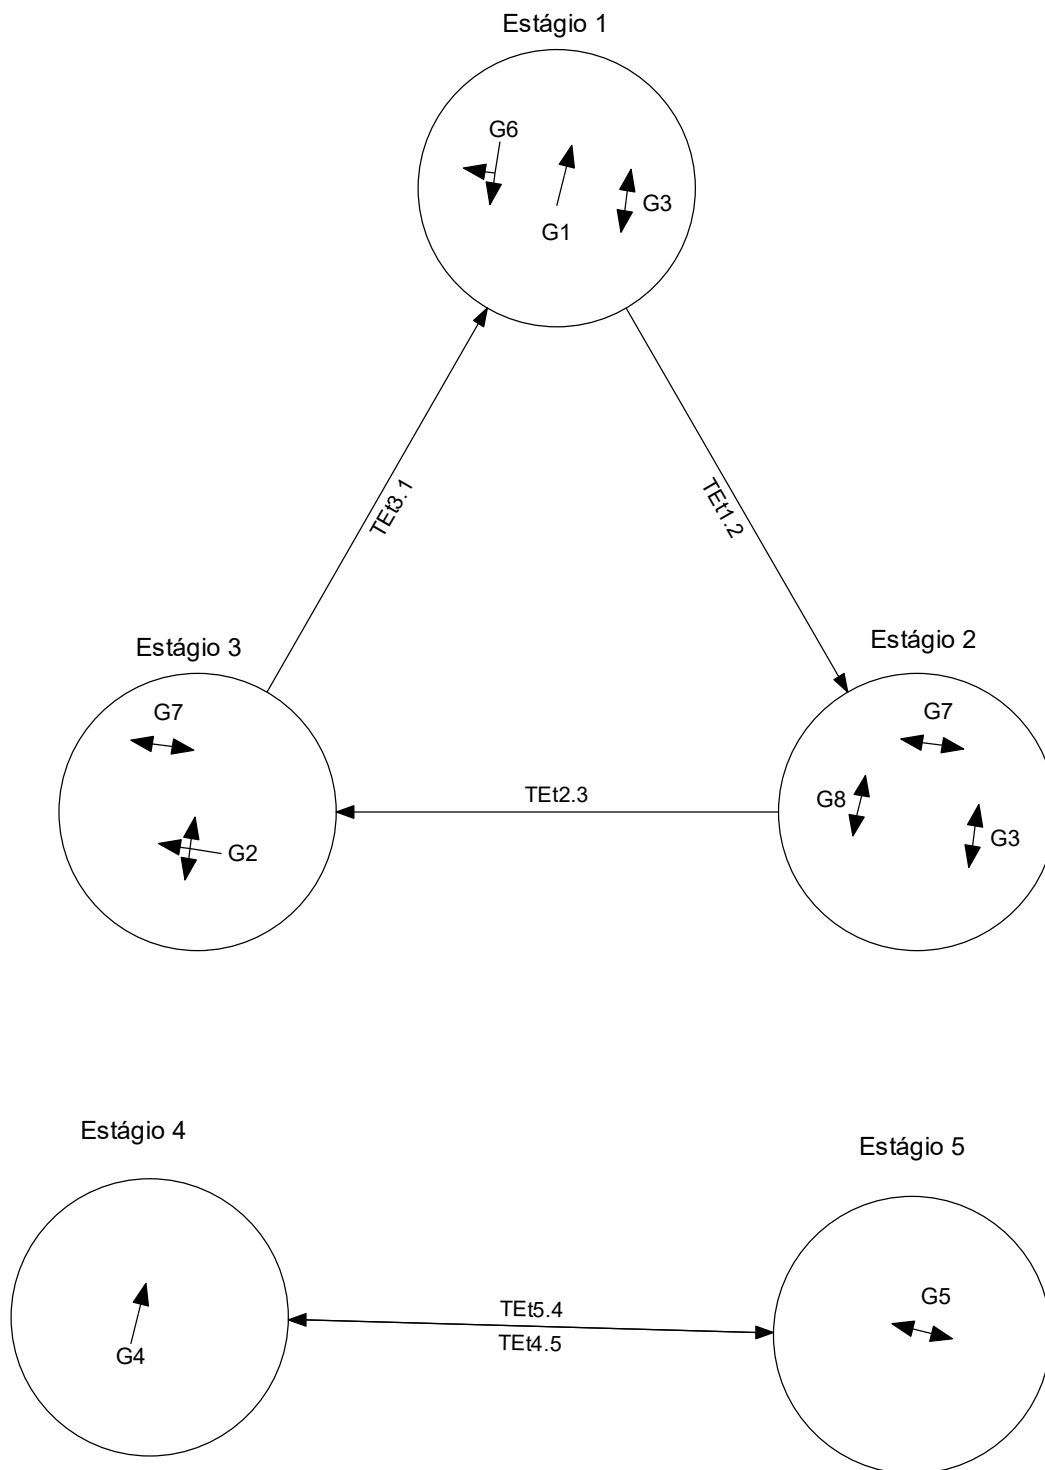 Estágio 1
G6
G3
G1
TEt3.1
TEt1.2
Estágio 3
Estágio 2
G7
G7
G8
G3
G2
TEt2.3
Estágio 4
Estágio 5
TEt5.4
TEt4.5
G5
G4